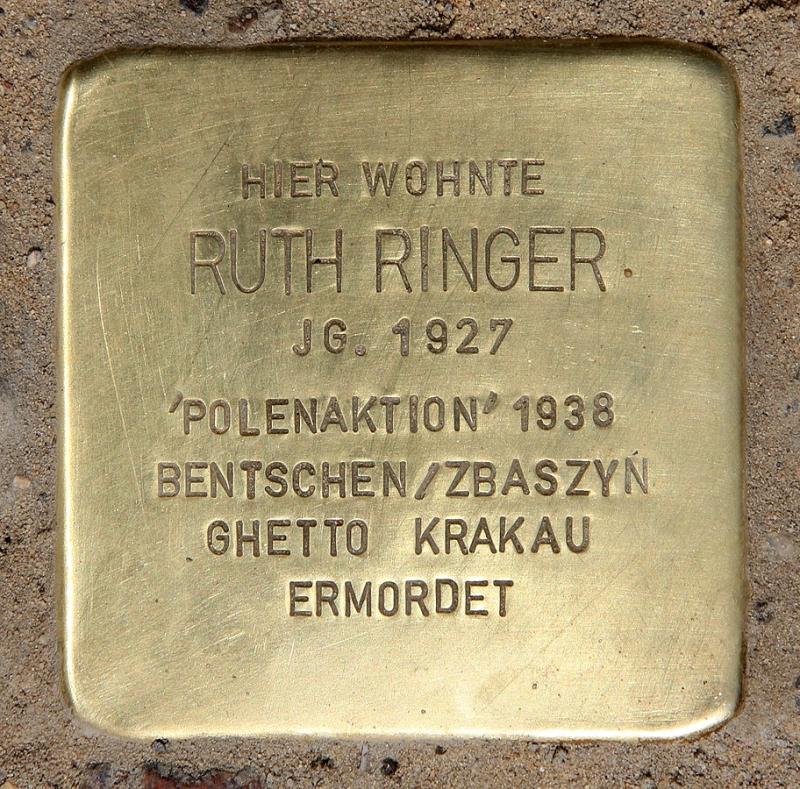 HIER WOHNTE
RUTH RINGER
JG. 1927
'POLENAKTION' 1938
BENTSCHEN/ZBASZYŃ
GHETTO KRAKAU
ERMORDET